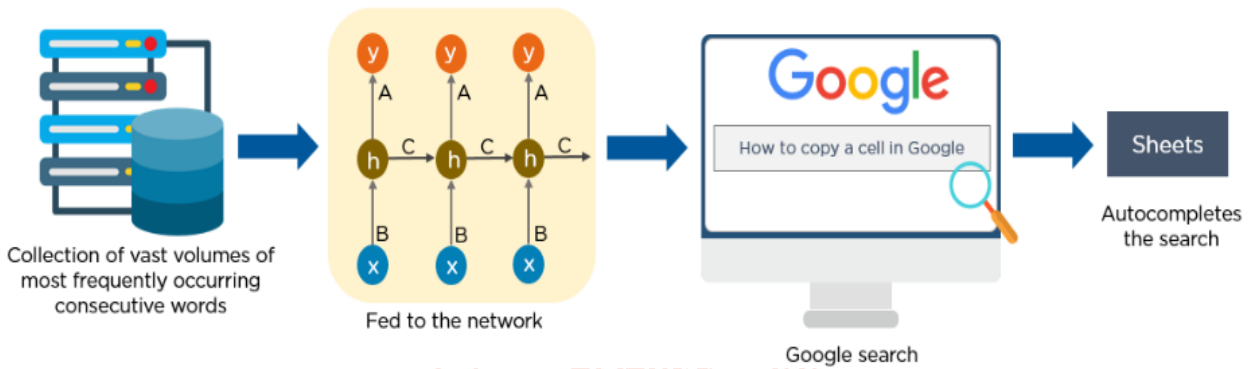 Collection of vast volumes of
most frequently occurring
consecutive words
y y y
A A A
h C h C h C
B B B
x x x
Fed to the network
Google
How to copy a cell in Google
Google search
Sheets
Autocompletes
the search